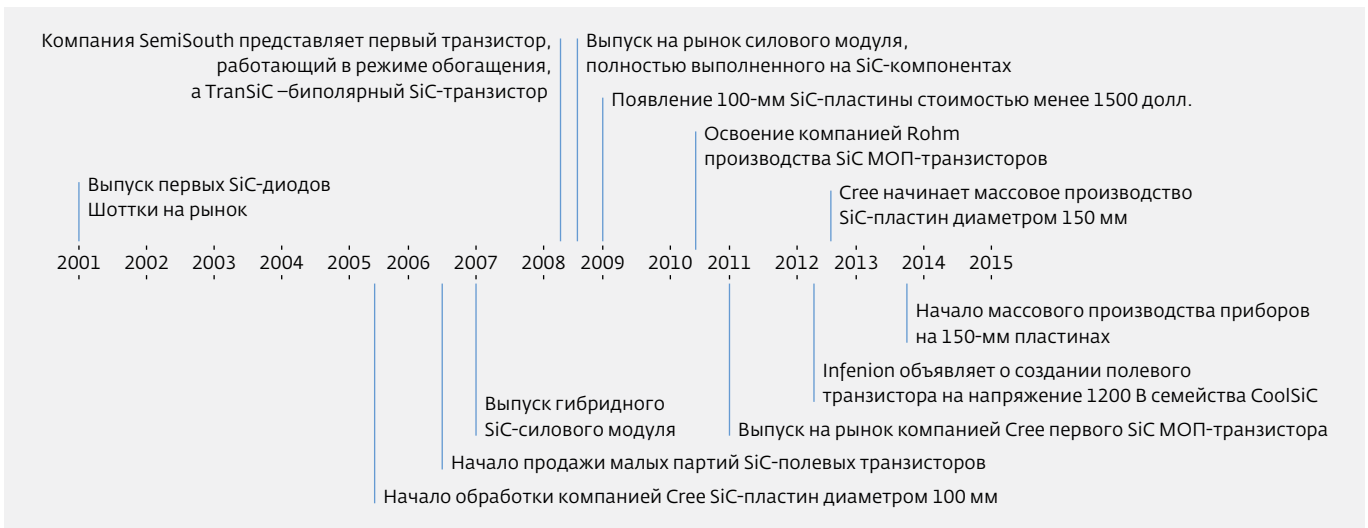 Компания SemiSouth представляет первый транзистор,
работающий в режиме обогащения,
а TranSiC –биполярный SiC-транзистор
Выпуск на рынок силового модуля,
полностью выполненного на SiC-компонентах
Появление 100-мм SiC-пластины стоимостью менее 1500 долл.
Освоение компанией Rohm
производства SiC МОП-транзисторов
Выпуск первых SiC-диодов
Шоттки на рынок
Cree начинает массовое производство
SiC-пластин диаметром 150 мм
2001 2002 2003 2004 2005 2006 2007 2008 2009 2010 2011 2012 2013 2014 2015
Начало массового производства приборов
на 150-мм пластинах
Infenion объявляет о создании полевого
транзистора на напряжение 1200 В семейства CoolSiC
Выпуск гибридного
SiC-силового модуля
Выпуск на рынок компанией Cree первого SiC МОП-транзистора
Начало продажи малых партий SiC-полевых транзисторов
Начало обработки компанией Cree SiC-пластин диаметром 100 мм